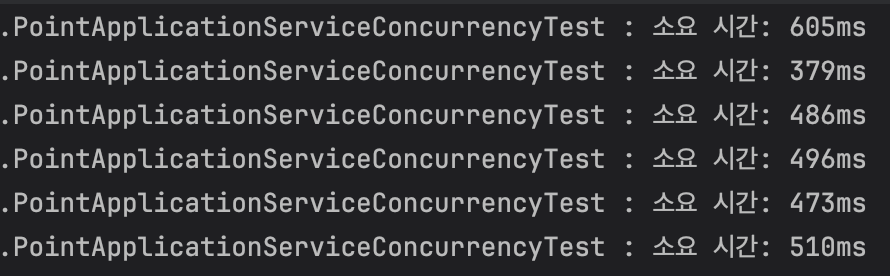 .PointApplicationServiceConcurrencyTest : 소요 시간: 605ms
.PointApplicationServiceConcurrencyTest : 소요 시간: 379ms
.PointApplicationServiceConcurrencyTest : 소요 시간: 486ms
.PointApplicationServiceConcurrencyTest : 소요 시간: 496ms
.PointApplicationServiceConcurrencyTest : 소요 시간: 473ms
.PointApplicationServiceConcurrencyTest : 소요 시간: 510ms